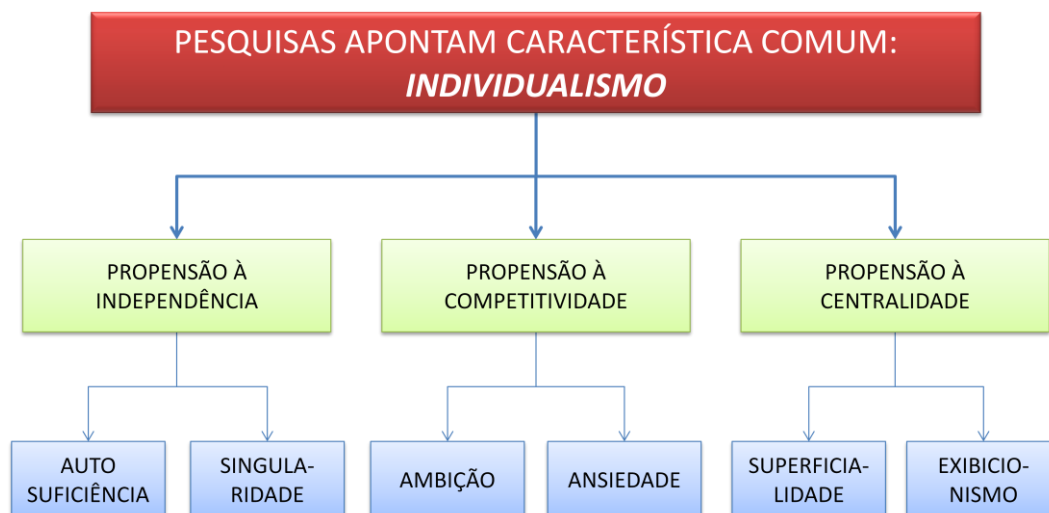 PESQUISAS APONTAM CARACTERÍSTICA COMUM:
INDIVIDUALISMO
PROPENSÃO À
INDEPENDÊNCIA
PROPENSÃO À
COMPETITIVIDADE
PROPENSÃO À
CENTRALIDADE
AUTO
SUFICIÊNCIA
SINGULA-
RIDADE
AMBIÇÃO
ANSIEDADE
SUPERFICIA-
LIDADE
EXIBICIO-
NISMO